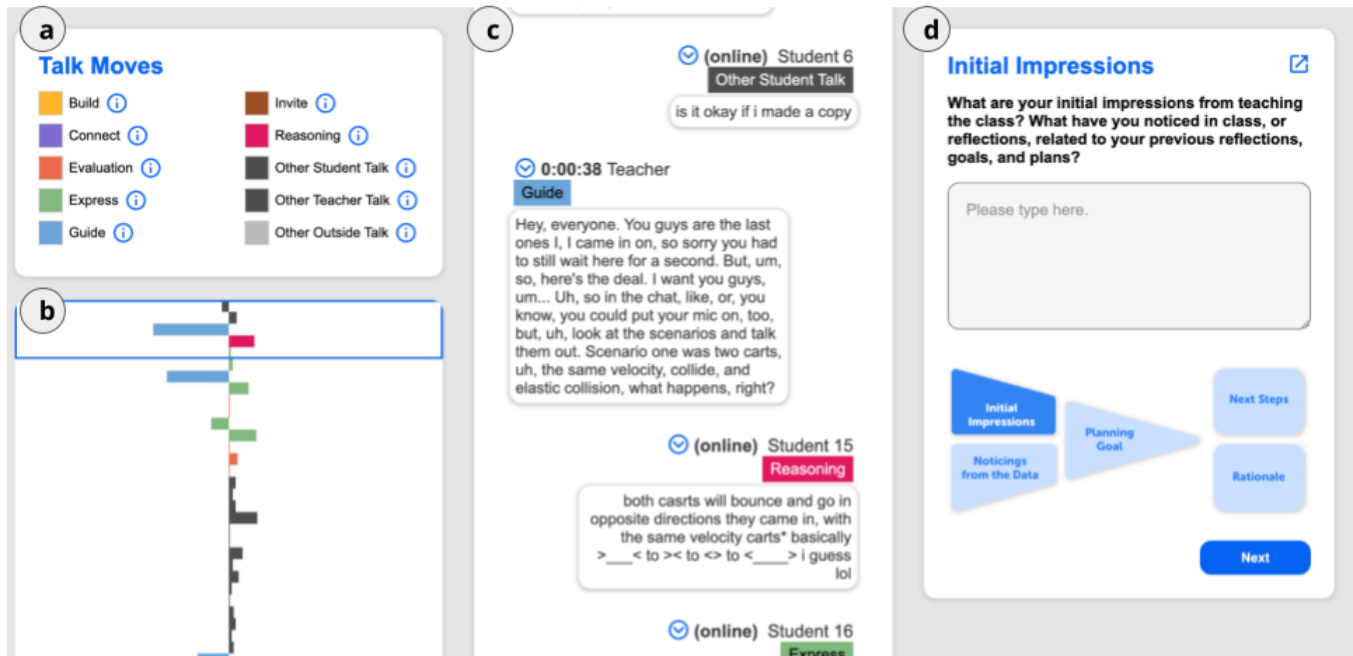 a
Talk Moves
Build
Connect
Evaluation
Express
Guide
Invite
Reasoning
Other Student Talk
Other Teacher Talk
Other Outside Talk
b
c
(online) Student 6
Other Student Talk
is it okay if i made a copy
0:00:38 Teacher
Guide
Hey, everyone. You guys are the last
ones I, I came in on, so sorry you had
to still wait here for a second. But, um,
so, here's the deal. I want you guys,
um... Uh, so in the chat, like, or, you
know, you could put your mic on, too,
but, uh, look at the scenarios and talk
them out. Scenario one was two carts,
uh, the same velocity, collide, and
elastic collision, what happens, right?
(online) Student 15
Reasoning
both casrts will bounce and go in
opposite directions they came in, with
the same velocity carts* basically
>___< to >< to <> to <____> i guess
lol
(online) Student 16
Express
d
Initial Impressions
What are your initial impressions from teaching
the class? What have you noticed in class, or
reflections, related to your previous reflections,
goals, and plans?
Please type here.
Initial
Impressions
Noticings
from the Data
Planning
Goal
Next Steps
Rationale
Next